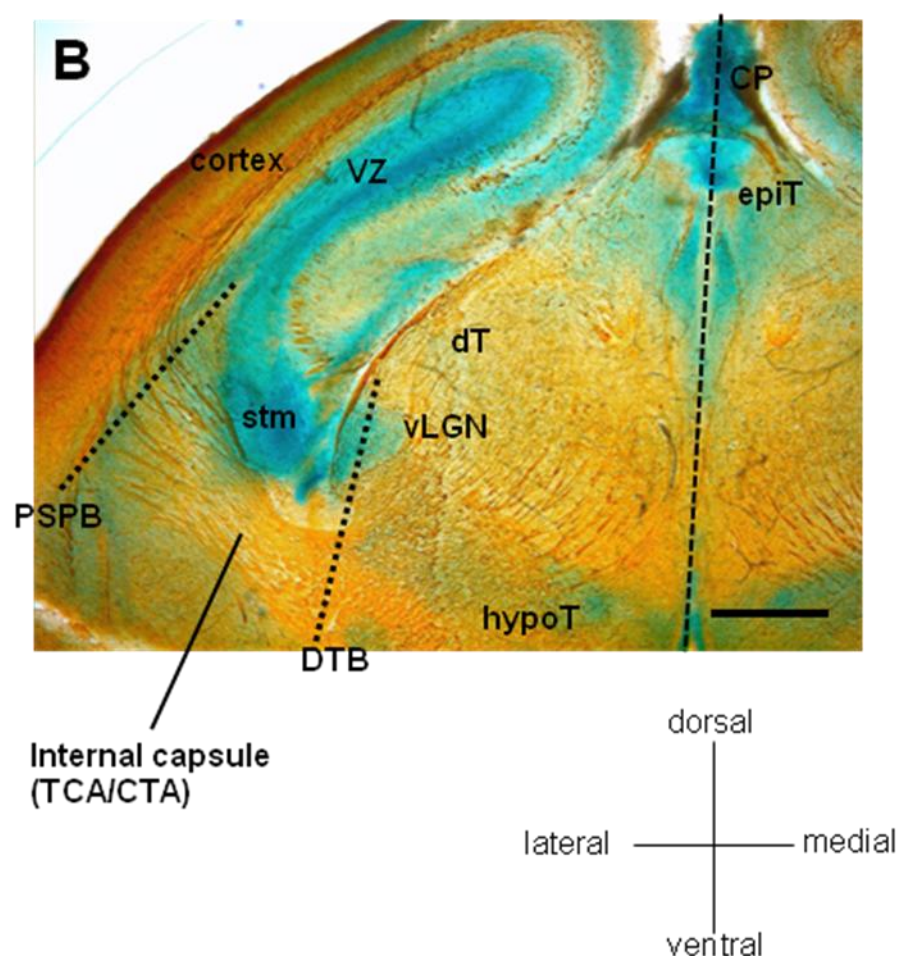 B
CP
cortex
VZ
epiT
dT
stm
vLGN
PSPB
hypoT
DTB
Internal capsule
(TCA/CTA)
dorsal
lateral
medial
ventral